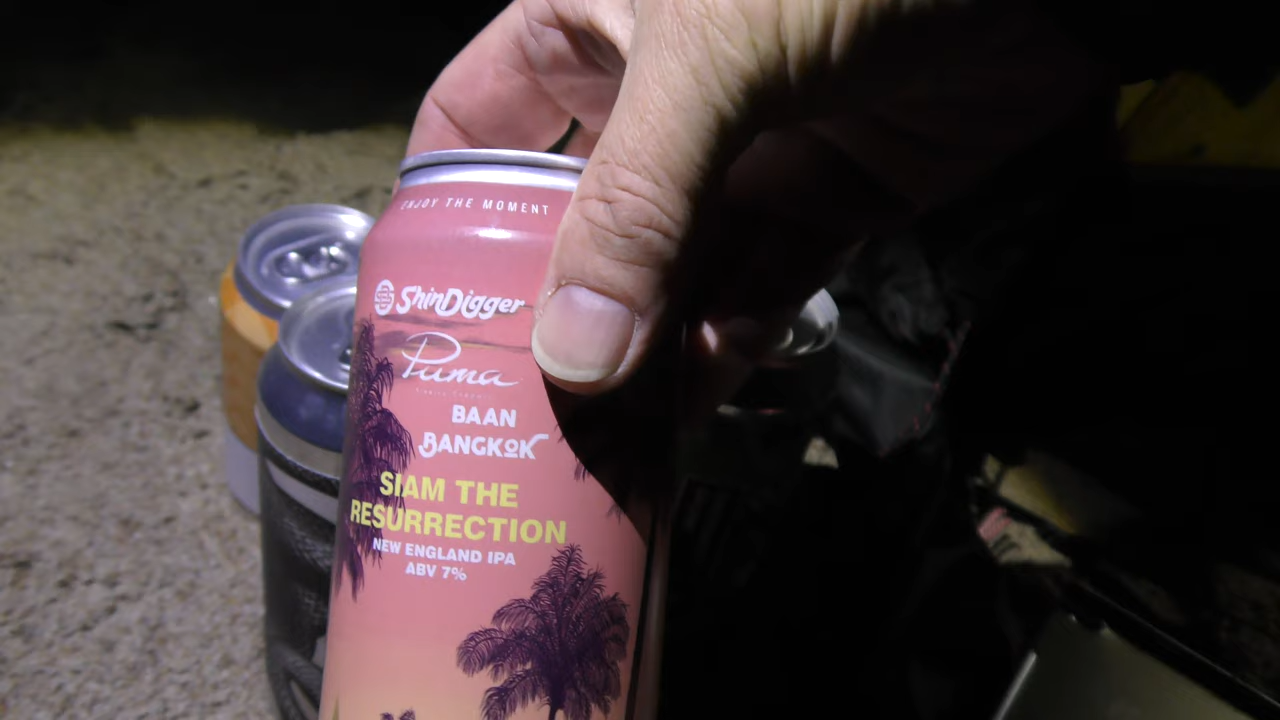 ENJOY THE MOMENT
ShinDigger
Puma
BAAN
BANGKOK
SIAM THE
RESURRECTION
NEW ENGLAND IPA
ABV 7%